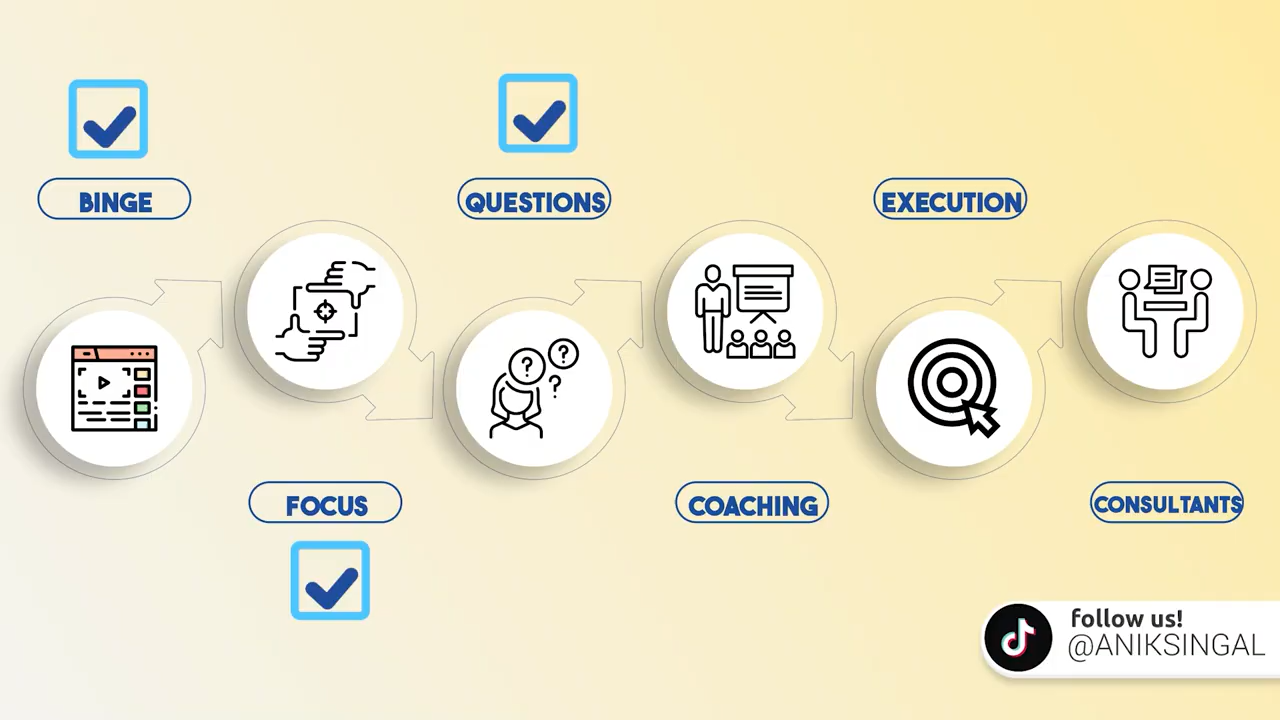 BINGE
QUESTIONS
EXECUTION
? ?
?
FOCUS
COACHING
CONSULTANTS
follow us!
@ANIKSINGAL